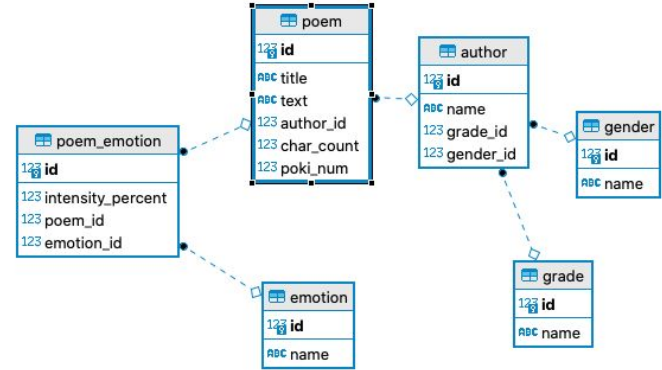 poem
123 id
ABC title
ABC text
123 author_id
123 char_count
123 poki_num
author
123 id
ABC name
123 grade_id
123 gender_id
gender
123 id
ABC name
poem_emotion
123 id
123 intensity_percent
123 poem_id
123 emotion_id
emotion
123 id
ABC name
grade
123 id
ABC name